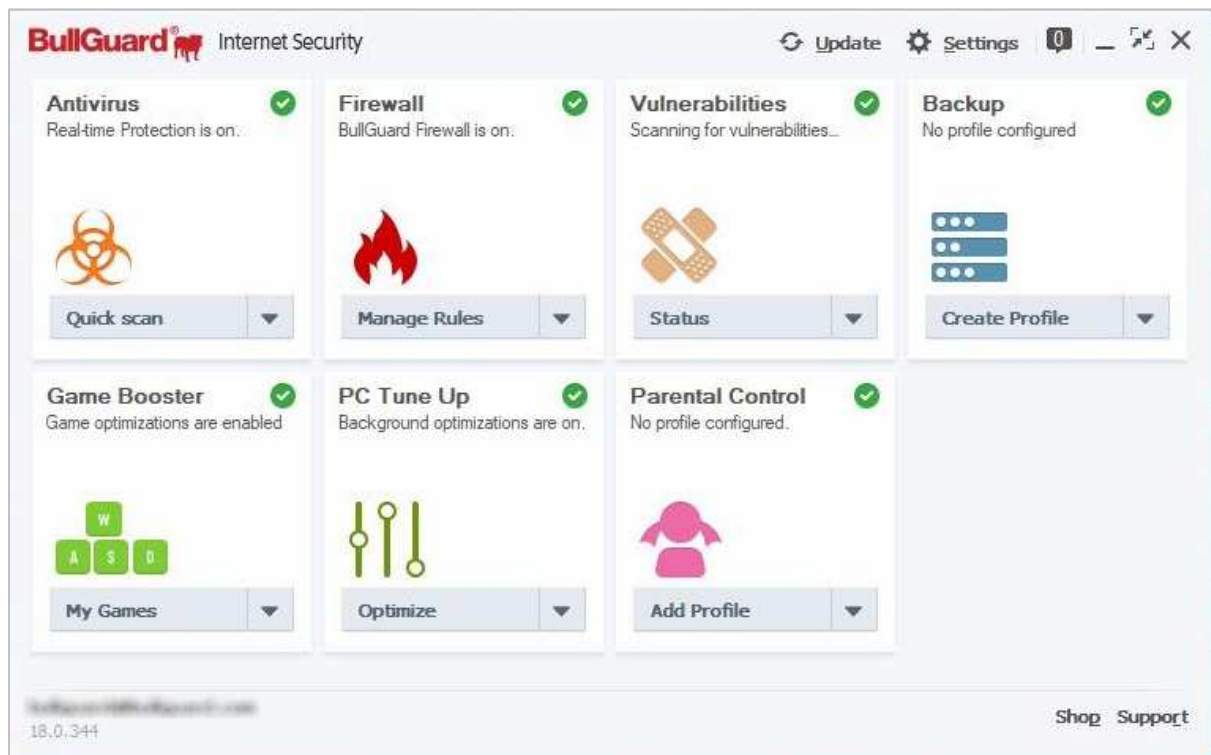 BullGuard® Internet Security
Update Settings 0
Antivirus
Real-time Protection is on.
Quick scan
Firewall
BullGuard Firewall is on.
Manage Rules
Vulnerabilities
Scanning for vulnerabilities...
Status
Backup
No profile configured
Create Profile
Game Booster
Game optimizations are enabled
W
A S D
My Games
PC Tune Up
Background optimizations are on.
Optimize
Parental Control
No profile configured.
Add Profile
18.0.344
Shop Support